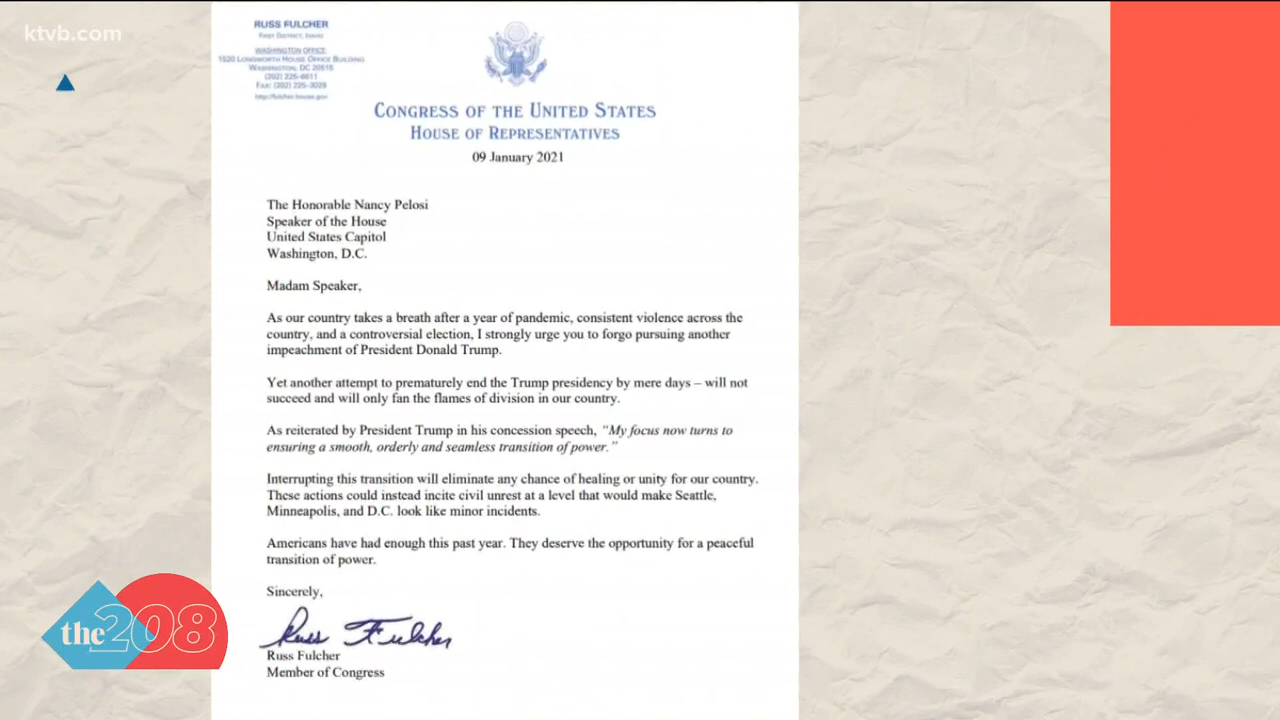 ktvb.com
RUSS FULCHER
FIRST DISTRICT, IDAHO
WASHINGTON OFFICE:
1520 LONGWORTH HOUSE OFFICE BUILDING
WASHINGTON, DC 20515
(202) 225-6611
FAX: (202) 225-3029
http://fulcher.house.gov
CONGRESS OF THE UNITED STATES
HOUSE OF REPRESENTATIVES
09 January 2021
The Honorable Nancy Pelosi
Speaker of the House
United States Capitol
Washington, D.C.
Madam Speaker,
As our country takes a breath after a year of pandemic, consistent violence across the
country, and a controversial election, I strongly urge you to forgo pursuing another
impeachment of President Donald Trump.
Yet another attempt to prematurely end the Trump presidency by mere days – will not
succeed and will only fan the flames of division in our country.
As reiterated by President Trump in his concession speech, “My focus now turns to
ensuring a smooth, orderly and seamless transition of power.”
Interrupting this transition will eliminate any chance of healing or unity for our country.
These actions could instead incite civil unrest at a level that would make Seattle,
Minneapolis, and D.C. look like minor incidents.
Americans have had enough this past year. They deserve the opportunity for a peaceful
transition of power.
Sincerely,
Russ Fulcher
Russ Fulcher
Member of Congress
the 208